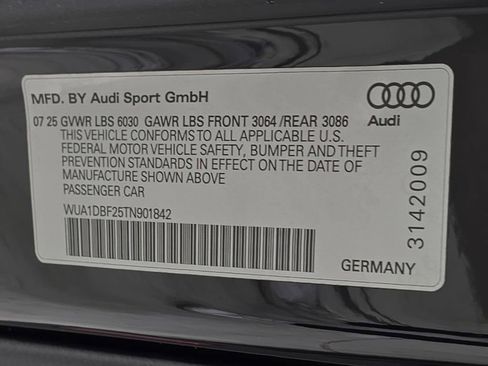 MFD. BY Audi Sport GmbH
07 25 GVWR LBS 6030 GAWR LBS FRONT 3064 /REAR 3086
THIS VEHICLE CONFORMS TO ALL APPLICABLE U.S.
FEDERAL MOTOR VEHICLE SAFETY, BUMPER AND THEFT
PREVENTION STANDARDS IN EFFECT ON THE DATE OF
MANUFACTURE SHOWN ABOVE
PASSENGER CAR
WUA1DBF25TN901842
Audi
3142009
GERMANY